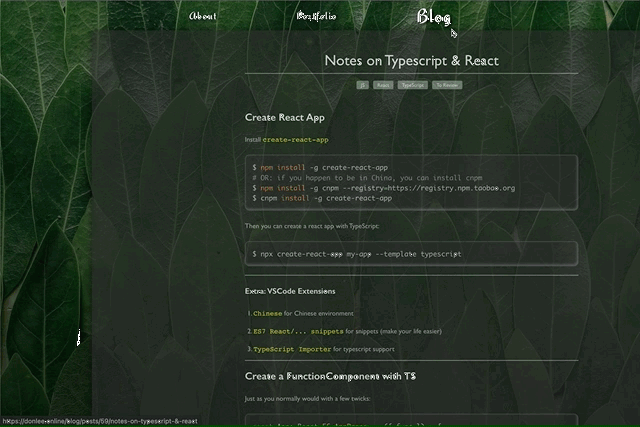 About Portfolio Blog
Notes on Typescript & React
JS React TypeScript To Review
Create React App
Install create-react-app
$ npm install -g create-react-app
# OR: if you happen to be in China, you can install cnpm
$ npm install -g cnpm --registry=https://registry.npm.taobao.org
$ cnpm install -g create-react-app
Then you can create a react app with TypeScript:
$ npx create-react-app my-app --template typescript
Extra: VSCode Extensions
1. Chinese for Chinese environment
2. ES7 React/... snippets for snippets (make your life easier)
3. TypeScript Importer for typescript support
Create a FunctionComponent with TS
Just as you normally would with a few twicks:
https://donlee.online/blog/posts/59/notes-on-typescript-&-react